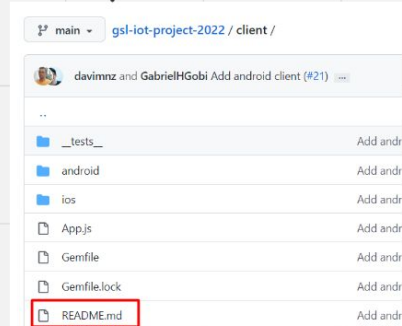 main
gsl-iot-project-2022 / client /
davimnz and GabrielHGobi Add android client (#21) ...
..
__tests__ Add andr
android Add andr
ios Add andr
App.js Add andr
Gemfile Add andr
Gemfile.lock Add andr
README.md Add andr